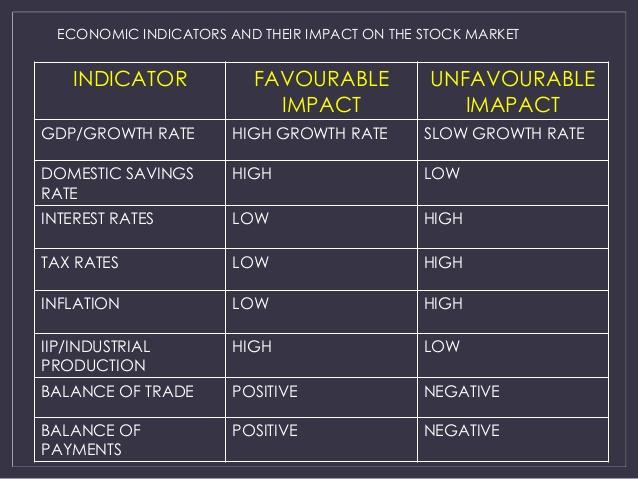 ECONOMIC INDICATORS AND THEIR IMPACT ON THE STOCK MARKET
INDICATOR FAVOURABLE UNFAVOURABLE
IMPACT IMAPACT
GDP/GROWTH RATE HIGH GROWTH RATE SLOW GROWTH RATE
DOMESTIC SAVINGS HIGH LOW
RATE
INTEREST RATES LOW HIGH
TAX RATES LOW HIGH
INFLATION LOW HIGH
IIP/INDUSTRIAL HIGH LOW
PRODUCTION
BALANCE OF TRADE POSITIVE NEGATIVE
BALANCE OF POSITIVE NEGATIVE
PAYMENTS